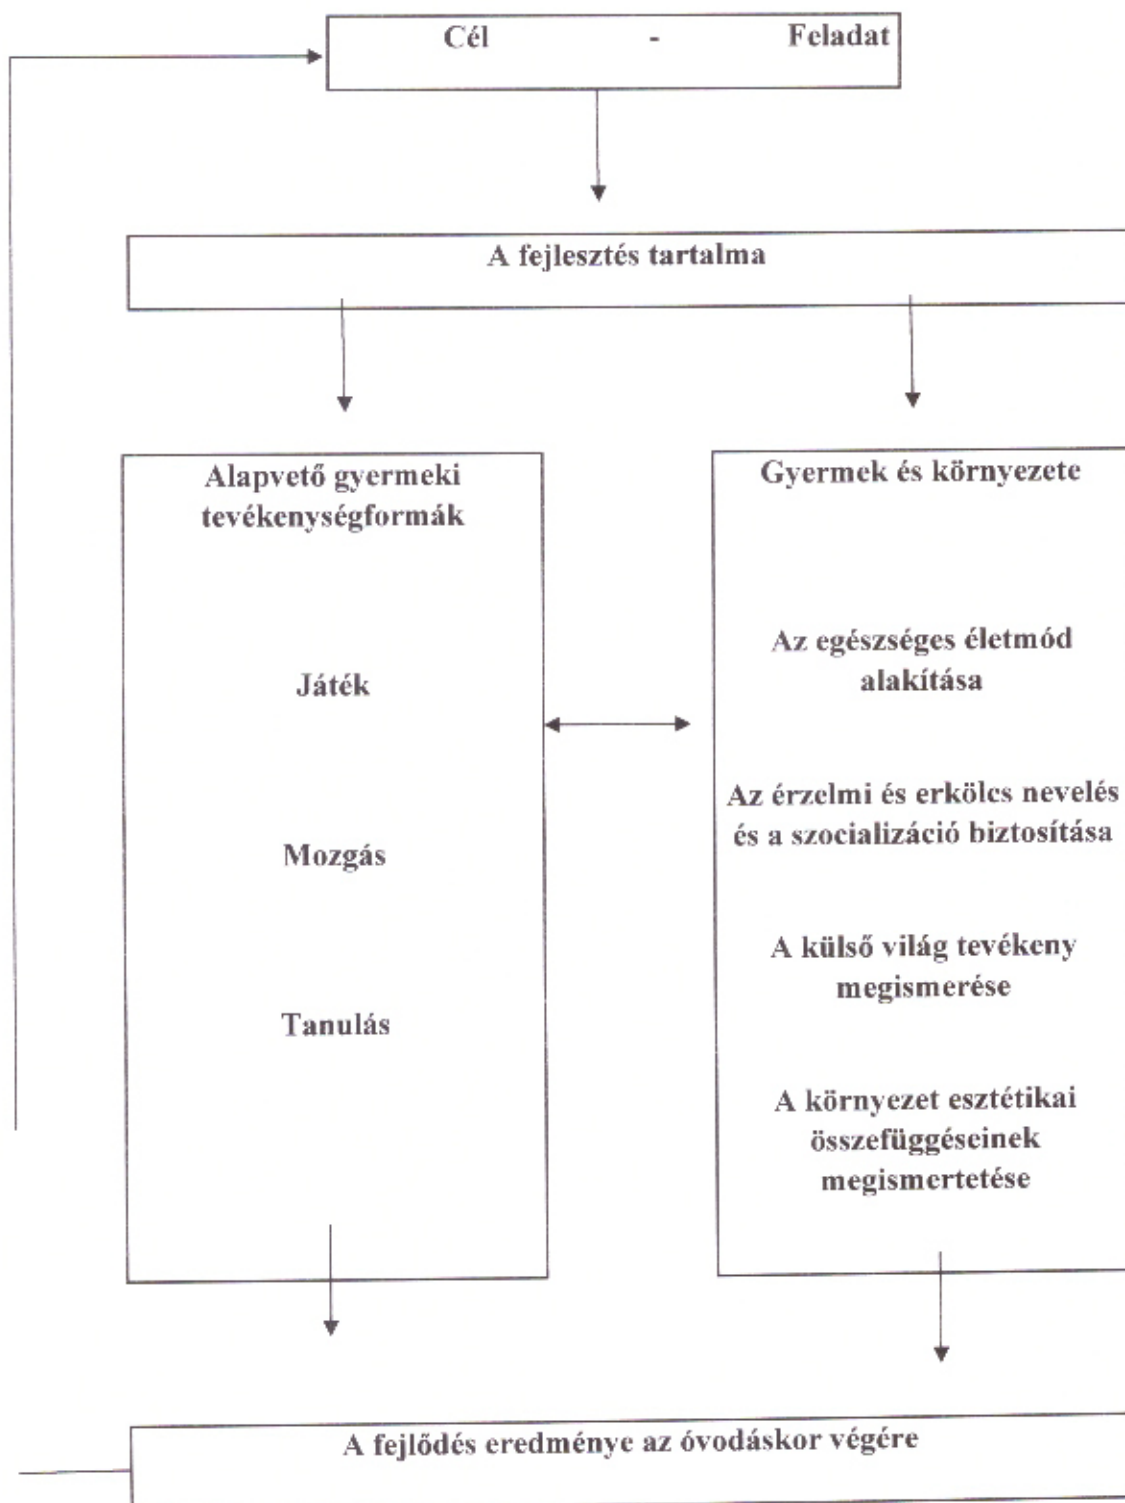 Cél - Feladat
A fejlesztés tartalma
Alapvető gyermeki
tevékenységformák
Játék
Mozgás
Tanulás
Gyermek és környezete
Az egészséges életmód
alakítása
Az érzelmi és erkölcs nevelés
és a szocializáció biztosítása
A külső világ tevékeny
megismerése
A környezet esztétikai
összefüggéseinek
megismertetése
A fejlődés eredménye az óvodáskor végére